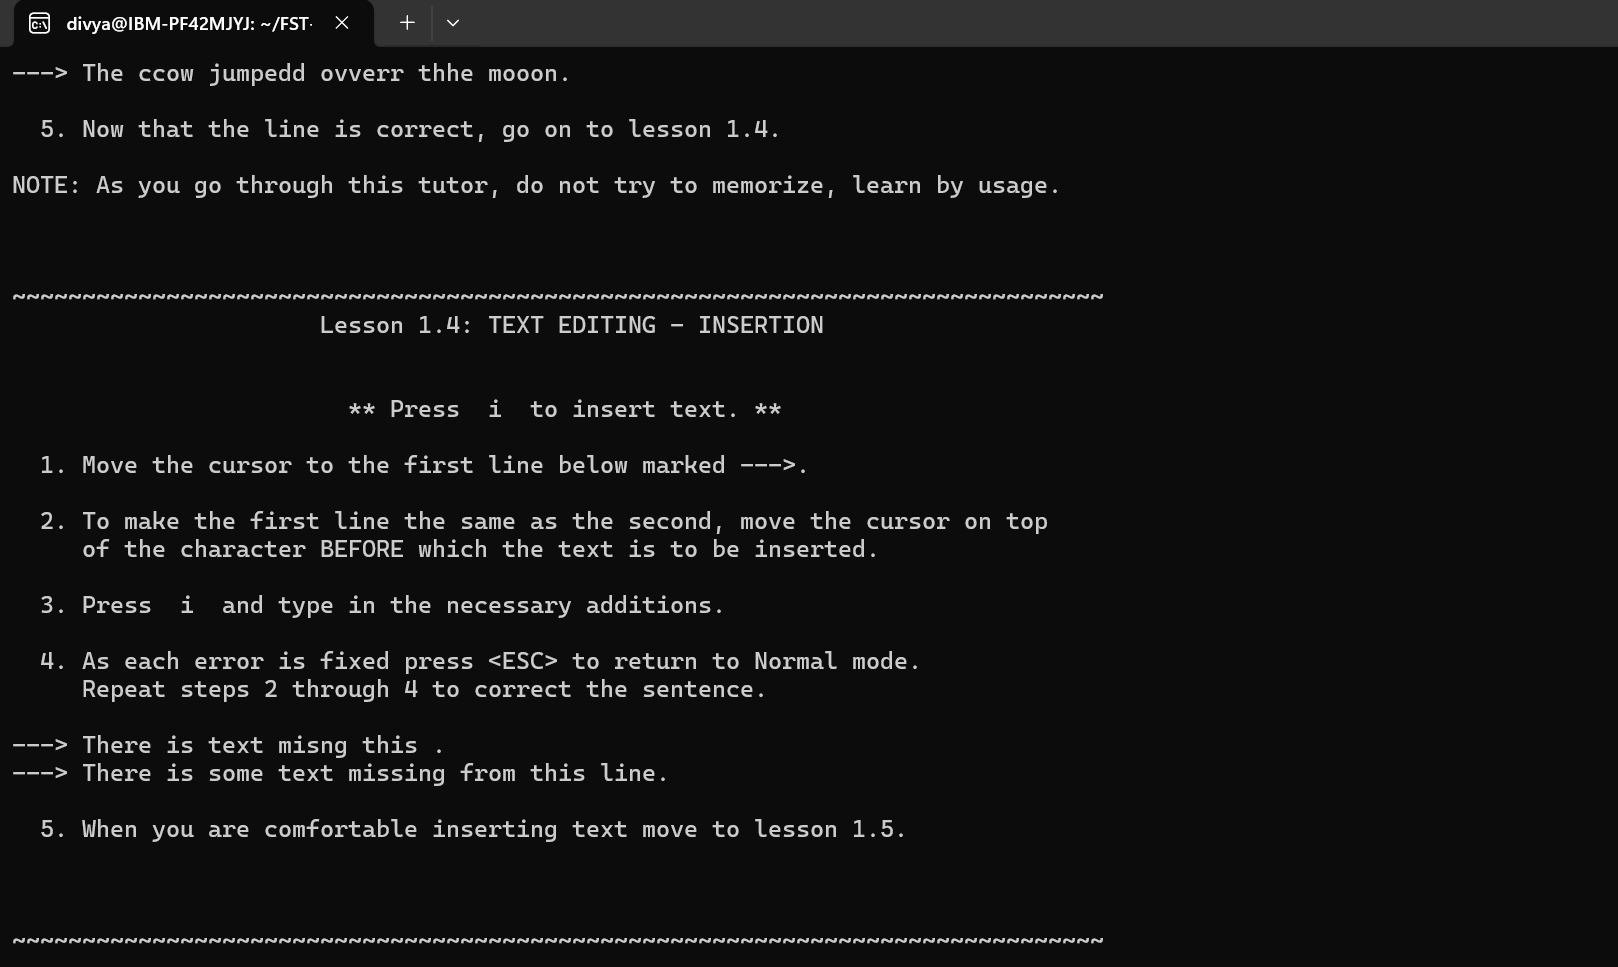 divya@IBM-PF42MJYJ: ~/FST-
---> The ccow jumpedd ovverr thhe mooon.
  5. Now that the line is correct, go on to lesson 1.4.
NOTE: As you go through this tutor, do not try to memorize, learn by usage.
~~~~~~~~~~~~~~~~~~~~~~~~~~~~~~~~~~~~~~~~~~~~~~~~~~~~~~~~~~~~~~~~~~~~~~~~~~~~~~
                      Lesson 1.4: TEXT EDITING - INSERTION
                        ** Press  i  to insert text. **
  1. Move the cursor to the first line below marked --->.
  2. To make the first line the same as the second, move the cursor on top
     of the character BEFORE which the text is to be inserted.
  3. Press  i  and type in the necessary additions.
  4. As each error is fixed press <ESC> to return to Normal mode.
     Repeat steps 2 through 4 to correct the sentence.
---> There is text misng this .
---> There is some text missing from this line.
  5. When you are comfortable inserting text move to lesson 1.5.
~~~~~~~~~~~~~~~~~~~~~~~~~~~~~~~~~~~~~~~~~~~~~~~~~~~~~~~~~~~~~~~~~~~~~~~~~~~~~~